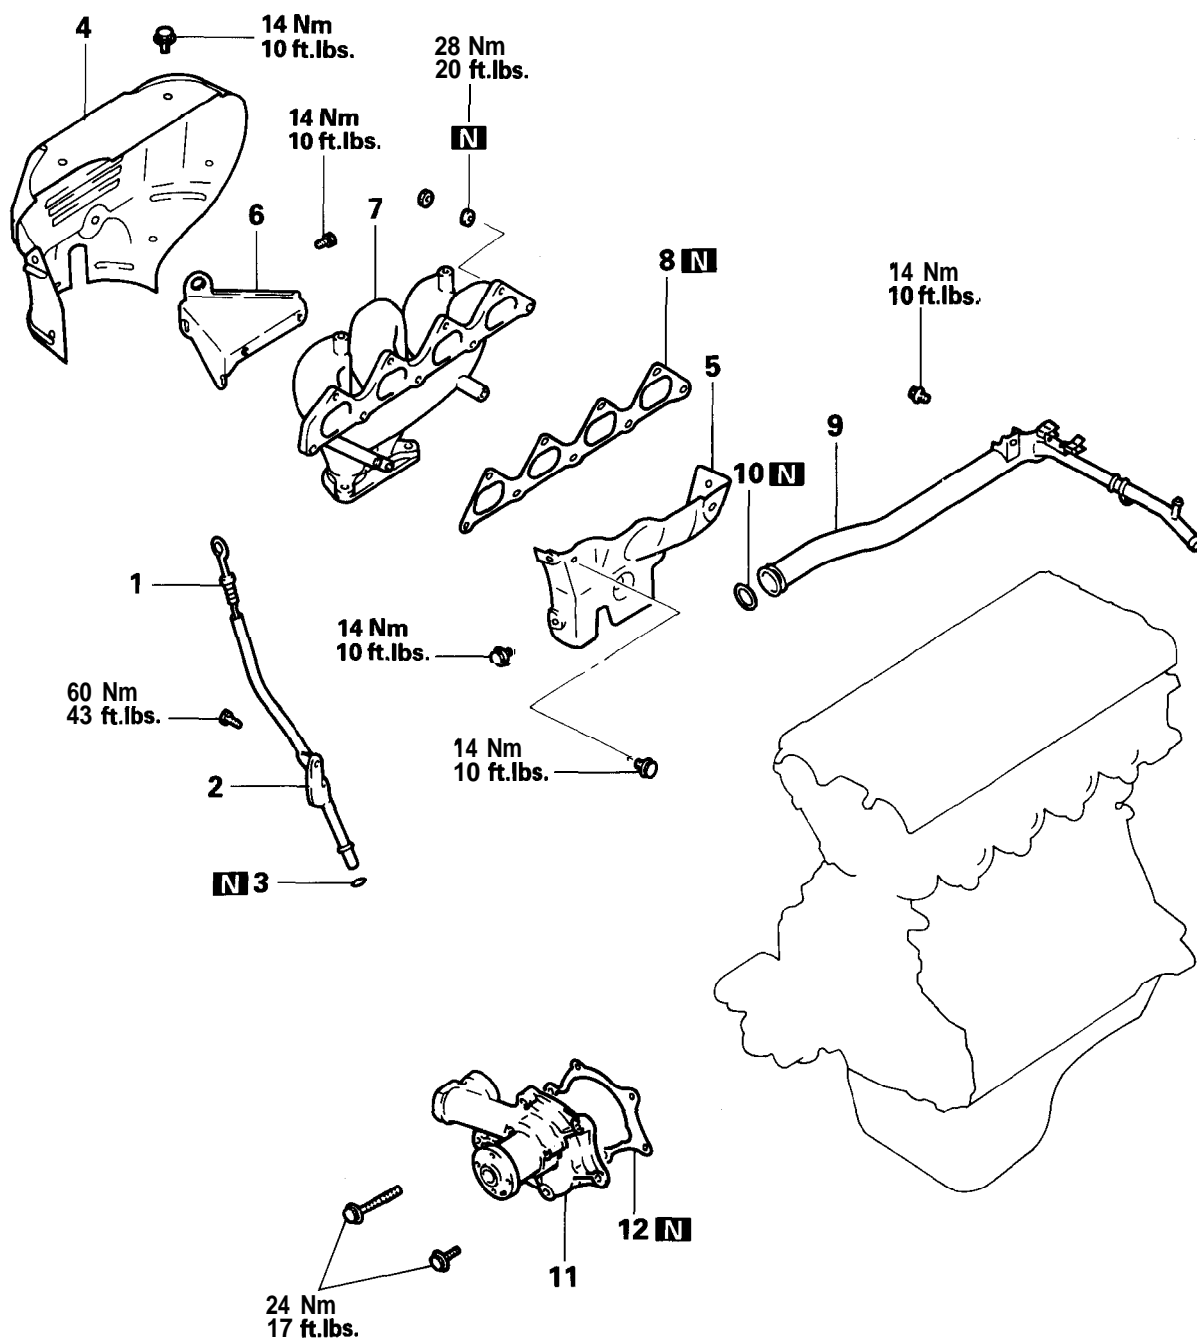 4
14 Nm
10 ft.lbs.
28 Nm
20 ft.lbs.
N
14 Nm
10 ft.lbs.
6
7
8 N
14 Nm
10 ft.lbs.
5
9
10 N
1
14 Nm
10 ft.lbs.
60 Nm
43 ft.lbs.
14 Nm
10 ft.lbs.
2
N 3
12 N
11
24 Nm
17 ft.lbs.